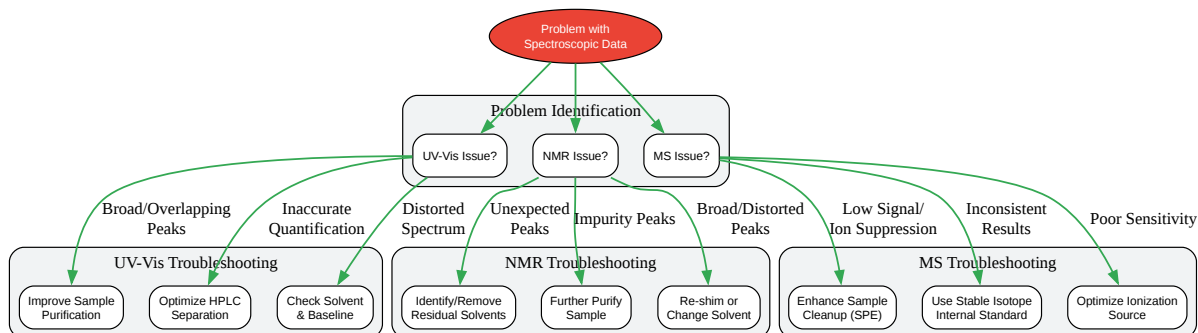 Problem with
Spectroscopic Data
Problem Identification
UV-Vis Issue?
NMR Issue?
MS Issue?
Broad/Overlapping
Peaks
Inaccurate
Quantification
Distorted
Spectrum
Unexpected
Peaks
Impurity Peaks
Broad/Distorted
Peaks
Low Signal/
Ion Suppression
Inconsistent
Results
Poor Sensitivity
UV-Vis Troubleshooting
Improve Sample
Purification
Optimize HPLC
Separation
Check Solvent
& Baseline
NMR Troubleshooting
Identify/Remove
Residual Solvents
Further Purify
Sample
Re-shim or
Change Solvent
MS Troubleshooting
Enhance Sample
Cleanup (SPE)
Use Stable Isotope
Internal Standard
Optimize Ionization
Source